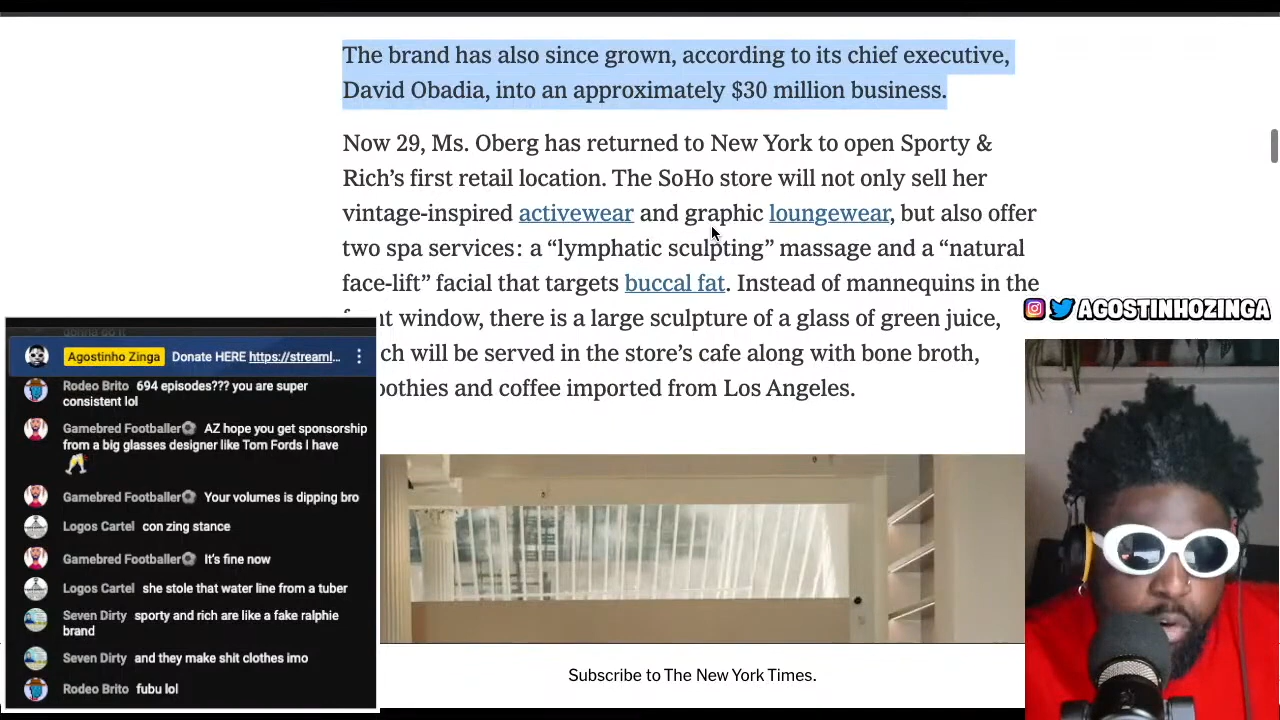 The brand has also since grown, according to its chief executive,
David Obadia, into an approximately $30 million business.
Now 29, Ms. Oberg has returned to New York to open Sporty &
Rich’s first retail location. The SoHo store will not only sell her
vintage-inspired activewear and graphic loungewear, but also offer
two spa services: a “lymphatic sculpting” massage and a “natural
face-lift” facial that targets buccal fat. Instead of mannequins in the
window, there is a large sculpture of a glass of green juice,
will be served in the store’s cafe along with bone broth,
and coffee imported from Los Angeles.
AGOSTINHOZINGA
Agostinho Zinga Donate HERE https://streaml...
Rodeo Brito 694 episodes??? you are super
consistent lol
Gamebred Footballer AZ hope you get sponsorship
from a big glasses designer like Tom Fords I have
Gamebred Footballer Your volumes is dipping bro
Logos Cartel con zing stance
Gamebred Footballer It's fine now
Logos Cartel she stole that water line from a tuber
Seven Dirty sporty and rich are like a fake ralphie
brand
Seven Dirty and they make shit clothes imo
Rodeo Brito fubu lol
Subscribe to The New York Times.